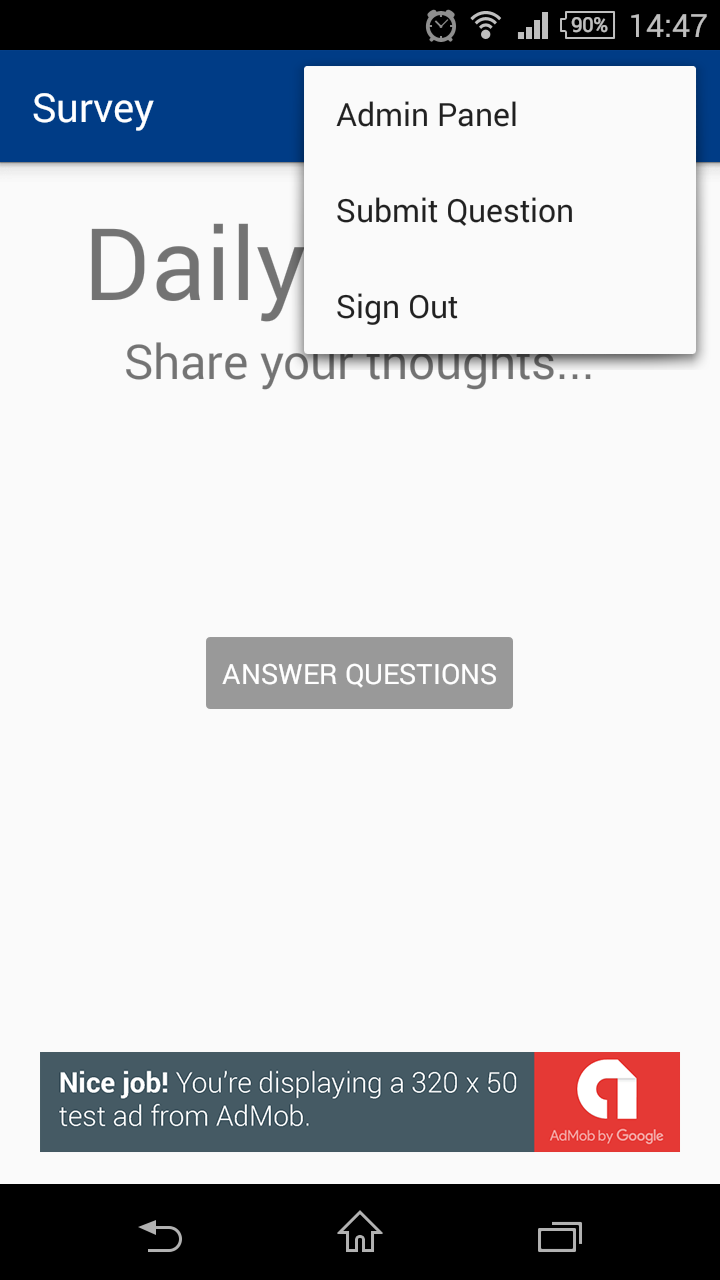 90% 14:47
Survey
Admin Panel
Submit Question
Sign Out
Daily
Share your thoughts...
ANSWER QUESTIONS
Nice job! You're displaying a 320 x 50
test ad from AdMob.
AdMob by Google